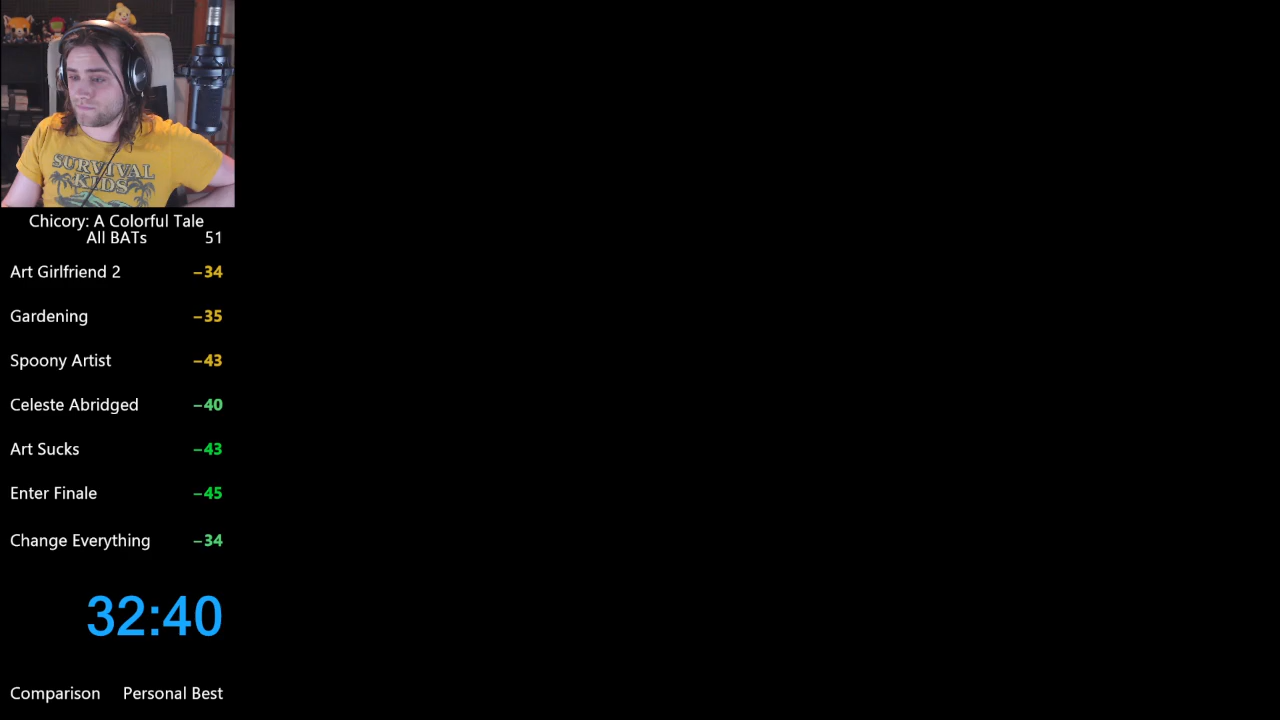 SURVIVAL
KIDS
Chicory: A Colorful Tale
All BATs 51
Art Girlfriend 2 −34
Gardening −35
Spoony Artist −43
Celeste Abridged −40
Art Sucks −43
Enter Finale −45
Change Everything −34
32:40
Comparison Personal Best